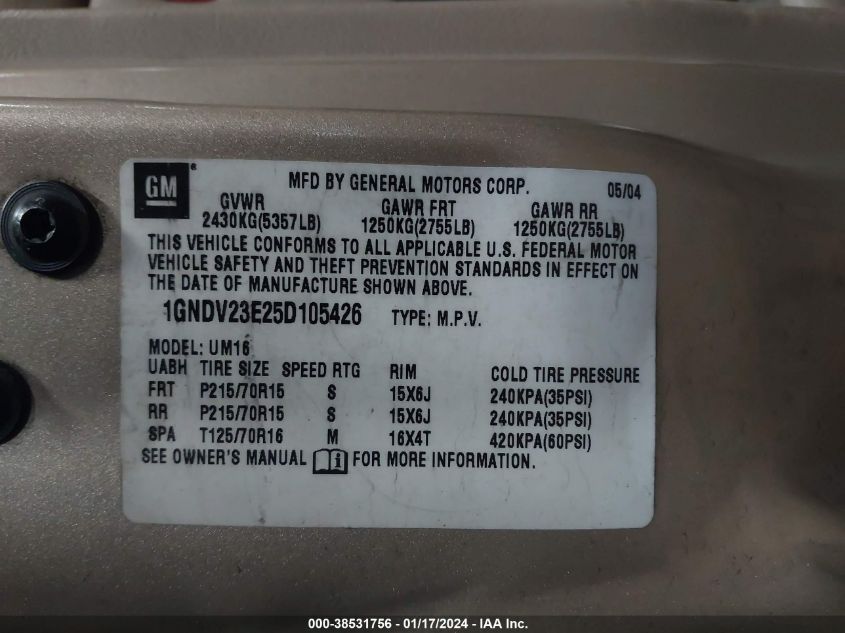 GM ®
MFD BY GENERAL MOTORS CORP. 05/04
GVWR GAWR FRT GAWR RR
2430KG(5357LB) 1250KG(2755LB) 1250KG(2755LB)
THIS VEHICLE CONFORMS TO ALL APPLICABLE U.S. FEDERAL MOTOR
VEHICLE SAFETY AND THEFT PREVENTION STANDARDS IN EFFECT ON
THE DATE OF MANUFACTURE SHOWN ABOVE.
1GNDV23E25D105426 TYPE: M.P.V.
MODEL: UM16
UABH TIRE SIZE SPEED RTG RIM COLD TIRE PRESSURE
FRT P215/70R15 S 15X6J 240KPA(35PSI)
RR P215/70R15 S 15X6J 240KPA(35PSI)
SPA T125/70R16 M 16X4T 420KPA(60PSI)
SEE OWNER'S MANUAL i FOR MORE INFORMATION.
000-38531756 - 01/17/2024 - IAA Inc.